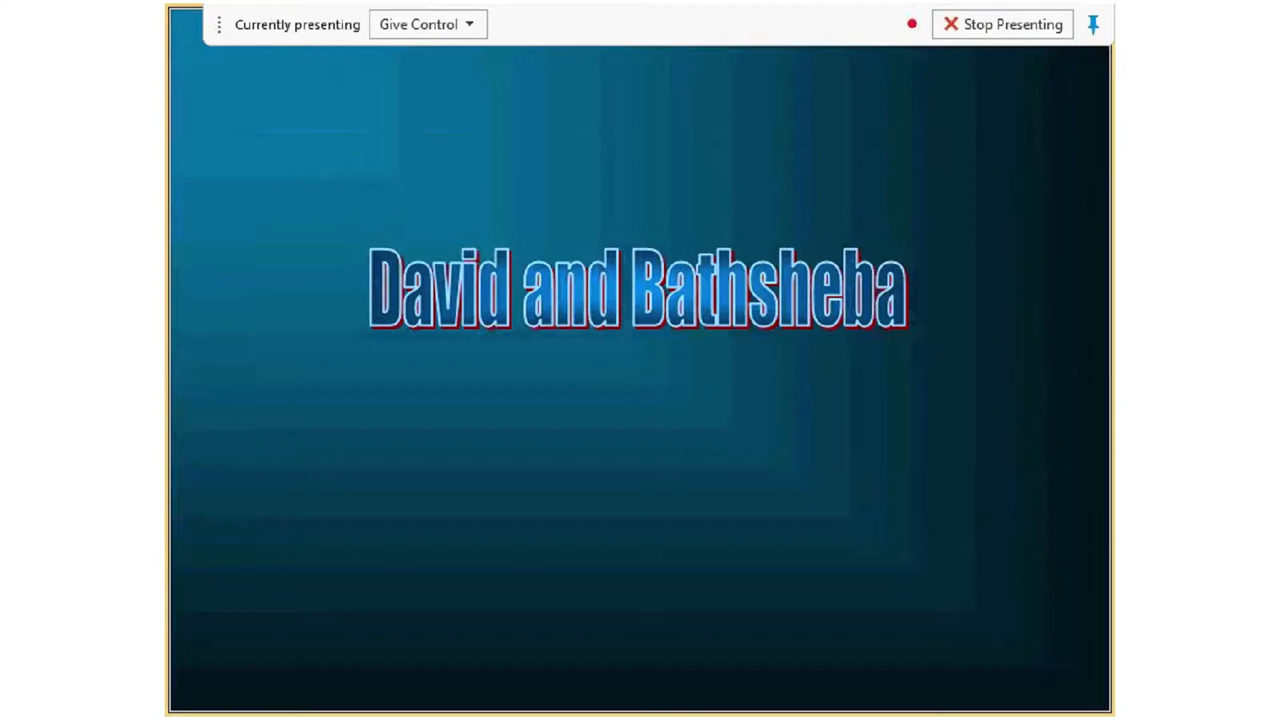 Currently presenting Give Control Stop Presenting
David and Bathsheba